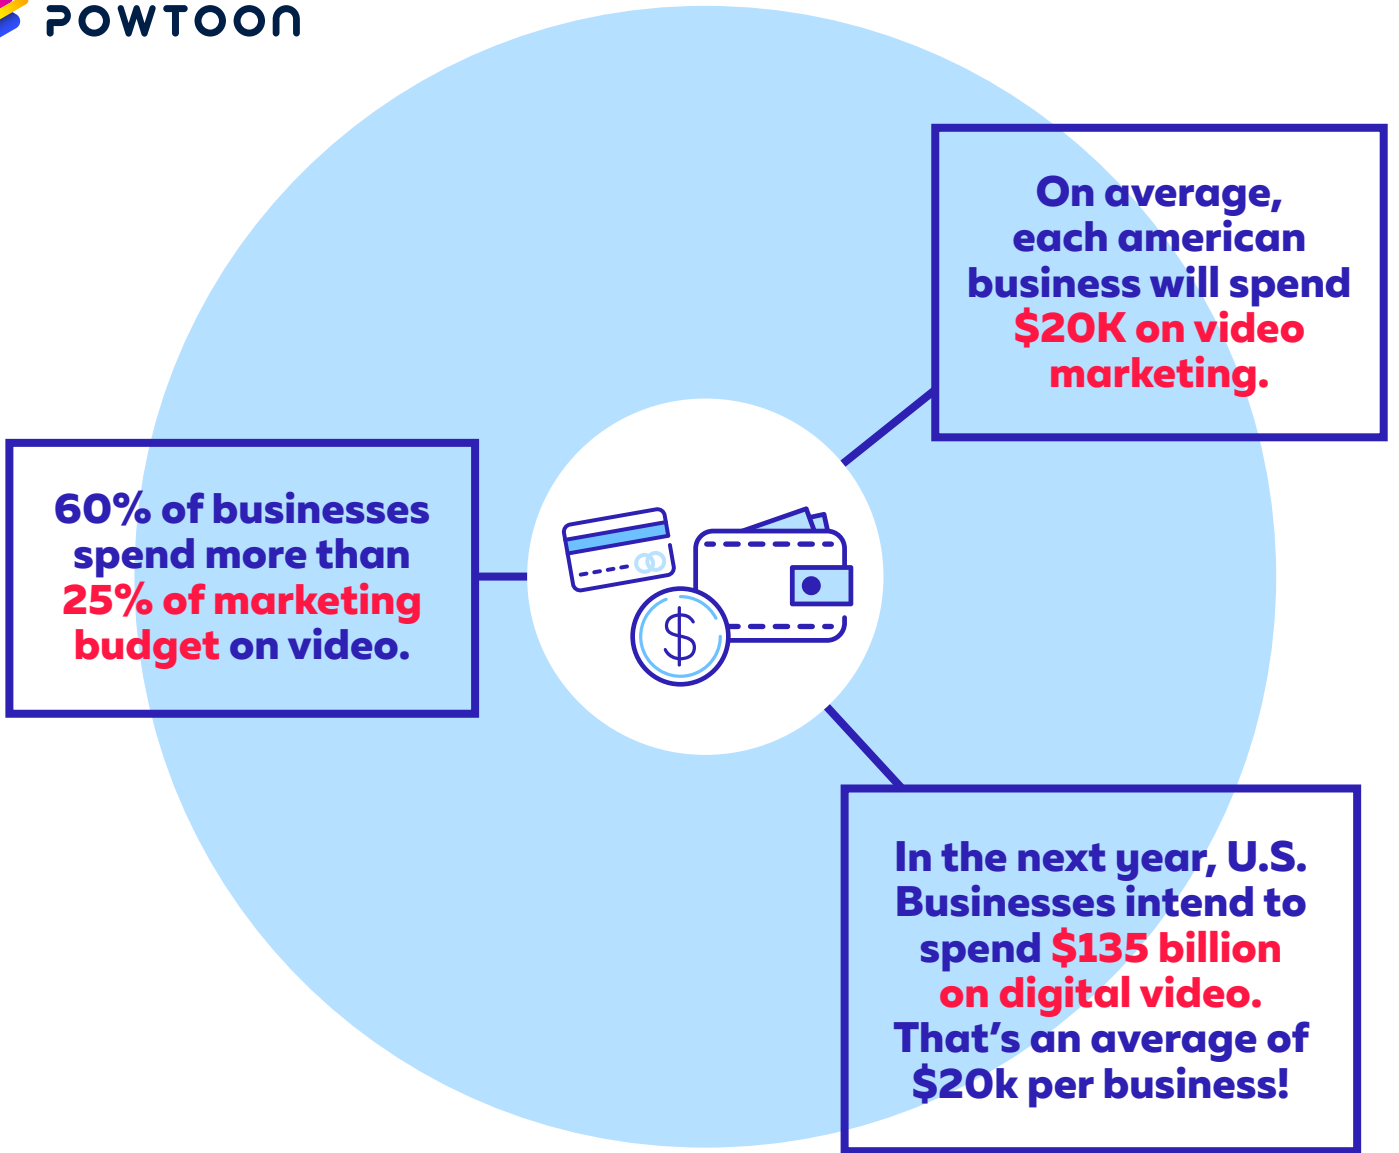 POWTOON
On average,
each american
business will spend
$20K on video
marketing.
60% of businesses
spend more than
25% of marketing
budget on video.
$
In the next year, U.S.
Businesses intend to
spend $135 billion
on digital video.
That’s an average of
$20k per business!